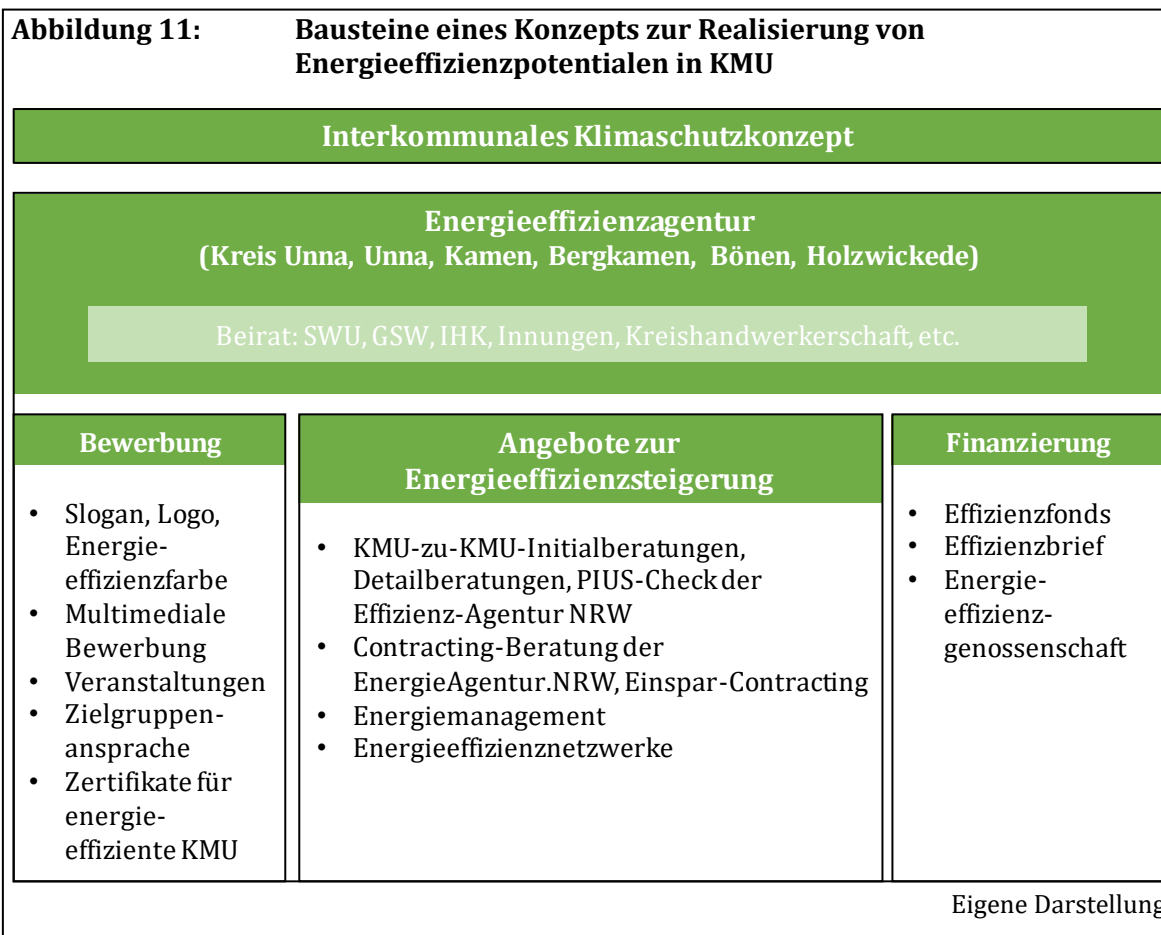 Abbildung 11: Bausteine eines Konzepts zur Realisierung von
Energieeffizienzpotentialen in KMU
Interkommunales Klimaschutzkonzept
Energieeffizienzagentur
(Kreis Unna, Unna, Kamen, Bergkamen, Bönen, Holzwickede)
Beirat: SWU, GSW, IHK, Innungen, Kreishandwerkerschaft, etc.
Bewerbung
• Slogan, Logo,
Energie-
effizienzfarbe
• Multimediale
Bewerbung
• Veranstaltungen
• Zielgruppen-
ansprache
• Zertifikate für
energie-
effiziente KMU
Angebote zur
Energieeffizienzsteigerung
• KMU-zu-KMU-Initialberatungen,
Detailberatungen, PIUS-Check der
Effizienz-Agentur NRW
• Contracting-Beratung der
EnergieAgentur.NRW, Einspar-Contracting
• Energiemanagement
• Energieeffizienznetzwerke
Finanzierung
• Effizienzfonds
• Effizienzbrief
• Energie-
effizienz-
genossenschaft
Eigene Darstellung